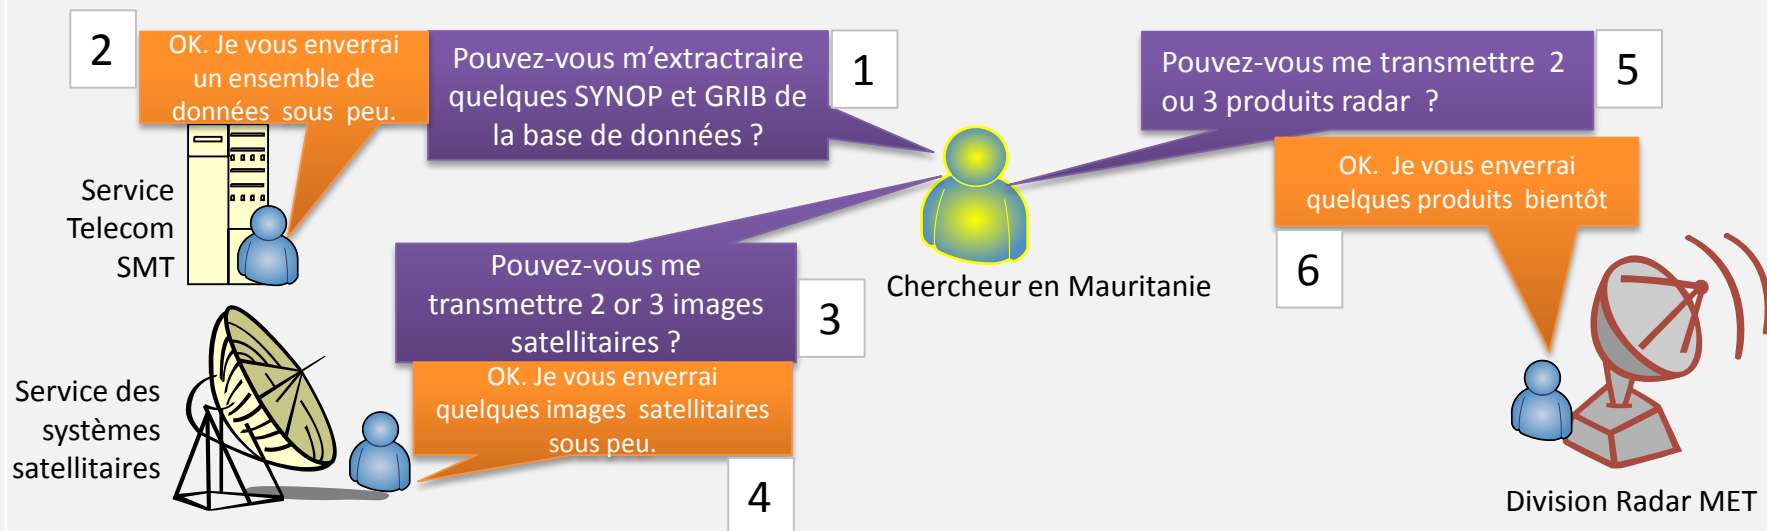 2
OK. Je vous enverrai
un ensemble de
données sous peu.
Pouvez-vous m'extractraire
quelques SYNOP et GRIB de
la base de données ?
1
Pouvez-vous me transmettre 2
ou 3 produits radar ?
5
OK. Je vous enverrai
quelques produits bientôt
6
Service
Telecom
SMT
Chercheur en Mauritanie
Pouvez-vous me
transmettre 2 or 3 images
satellitaires ?
3
OK. Je vous enverrai
quelques images satellitaires
sous peu.
4
Service des
systèmes
satellitaires
Division Radar MET